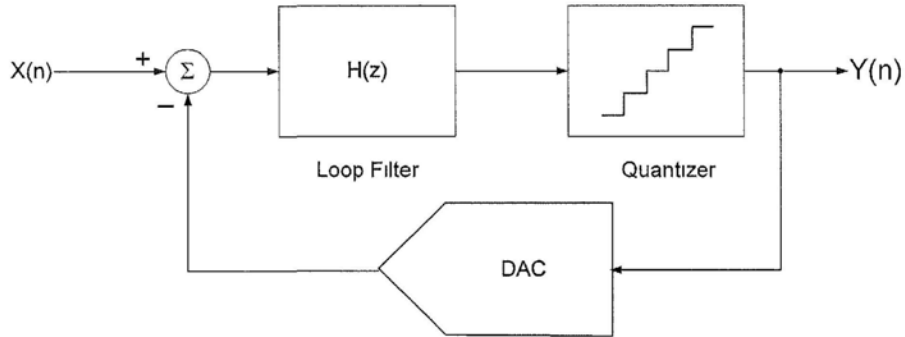 X(n)
+
Σ
−
H(z)
Y(n)
Loop Filter
Quantizer
DAC